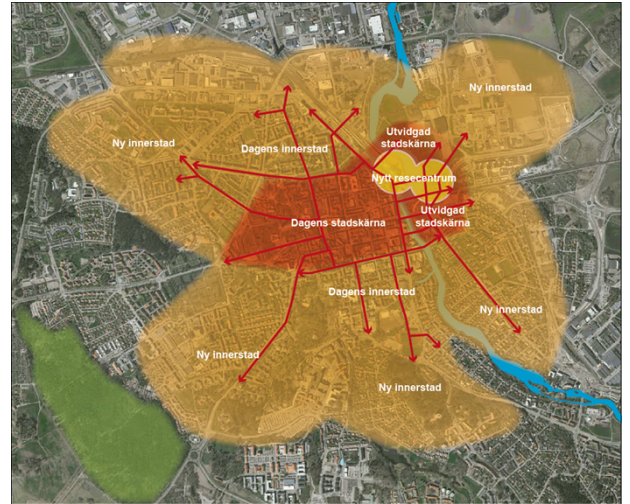 Ny innerstad
Utvidgad
stadskärna
Ny innerstad
Dagens innerstad
Nytt resecentrum
Dagens stadskärna
Utvidgad
stadskärna
Dagens innerstad
Ny innerstad
Ny innerstad
Ny innerstad